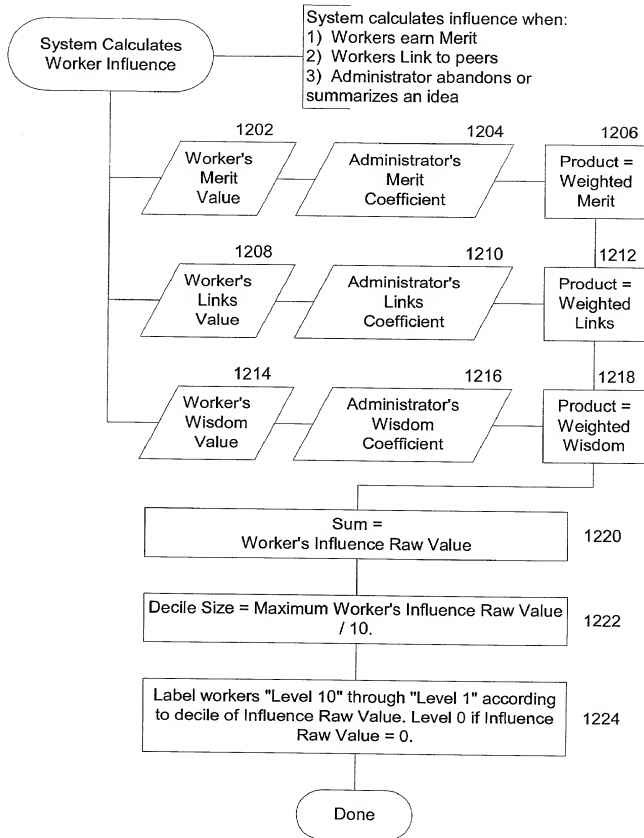 System Calculates
Worker Influence
System calculates influence when:
1) Workers earn Merit
2) Workers Link to peers
3) Administrator abandons or
summarizes an idea
1202
1204
1206
Worker's
Merit
Value
Administrator's
Merit
Coefficient
Product =
Weighted
Merit
1208
1210
1212
Worker's
Links
Value
Administrator's
Links
Coefficient
Product =
Weighted
Links
1214
1216
1218
Worker's
Wisdom
Value
Administrator's
Wisdom
Coefficient
Product =
Weighted
Wisdom
Sum =
Worker's Influence Raw Value
1220
Decile Size = Maximum Worker's Influence Raw Value
/ 10.
1222
Label workers "Level 10" through "Level 1" according
to decile of Influence Raw Value. Level 0 if Influence
Raw Value = 0.
1224
Done